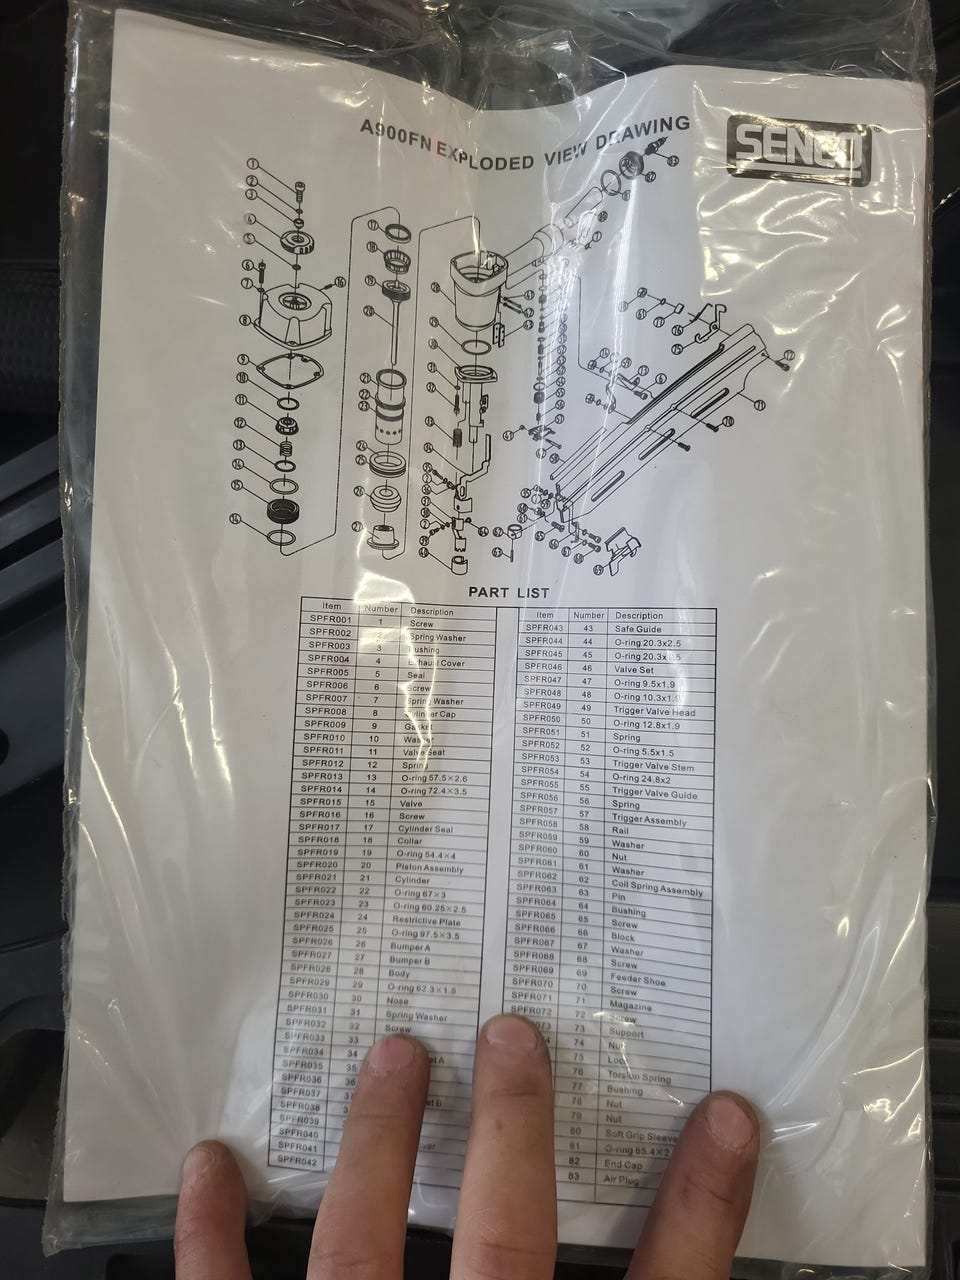 A900FN EXPLODED VIEW DRAWING
SENCO
PART LIST
Item Number Description
SPFR001 1 Screw
SPFR002 2 Spring Washer
SPFR003 3 Bushing
SPFR004 4 Exhaust Cover
SPFR005 5 Seal
SPFR006 6 Screw
SPFR007 7 Spring Washer
SPFR008 8 Cylinder Cap
SPFR009 9 Gasket
SPFR010 10 Washer
SPFR011 11 Valve Seat
SPFR012 12 Spring
SPFR013 13 O-ring 57.5×2.6
SPFR014 14 O-ring 72.4×3.5
SPFR015 15 Valve
SPFR016 16 Screw
SPFR017 17 Cylinder Seal
SPFR018 18 Collar
SPFR019 19 O-ring 54.4×4
SPFR020 20 Piston Assembly
SPFR021 21 Cylinder
SPFR022 22 O-ring 67×3
SPFR023 23 O-ring 60.25×2.5
SPFR024 24 Restrictive Plate
SPFR025 25 O-ring 97.5×3.5
SPFR026 26 Bumper A
SPFR027 27 Bumper B
SPFR028 28 Body
SPFR029 29 O-ring 62.3×1.8
SPFR030 30 Nose
SPFR031 31 Spring Washer
SPFR032 32 Screw
SPFR033 33
SPFR034 34
SPFR035 35
SPFR036 36
SPFR037
SPFR038
SPFR039
SPFR040
SPFR041
SPFR042
Item Number Description
SPFR043 43 Safe Guide
SPFR044 44 O-ring 20.3x2.5
SPFR045 45 O-ring 20.3x1.5
SPFR046 46 Valve Set
SPFR047 47 O-ring 9.5x1.9
SPFR048 48 O-ring
SPFR049 49 Trigger Valve Head
SPFR050 50 O-ring 12.8x1.9
SPFR051 51 Spring
SPFR052 52 O-ring 5.5x1.5
SPFR053 53 Trigger Valve Stem
SPFR054 54 O-ring 24.8x2
SPFR055 55 Trigger Valve Guide
SPFR056 56 Spring
SPFR057 57 Trigger Assembly
SPFR058 58 Rail
SPFR059 59 Washer
SPFR060 60 Nut
SPFR061 61 Washer
SPFR062 62 Coil Spring Assembly
SPFR063 63 Pin
SPFR064 64 Bushing
SPFR065 65 Screw
SPFR066 66 Block
SPFR067 67 Washer
SPFR068 68 Screw
SPFR069 69 Feeder Shoe
SPFR070 70 Screw
SPFR071 71 Magazine
SPFR072 72 Screw
73 Support
74 Nut
75 Lock
76 Torsion Spring
77 Bushing
78 Nut
79 Nut
80 Soft Grip Sleeve
81 O-ring 65.4×2
82 End Cap
83 Air Plug